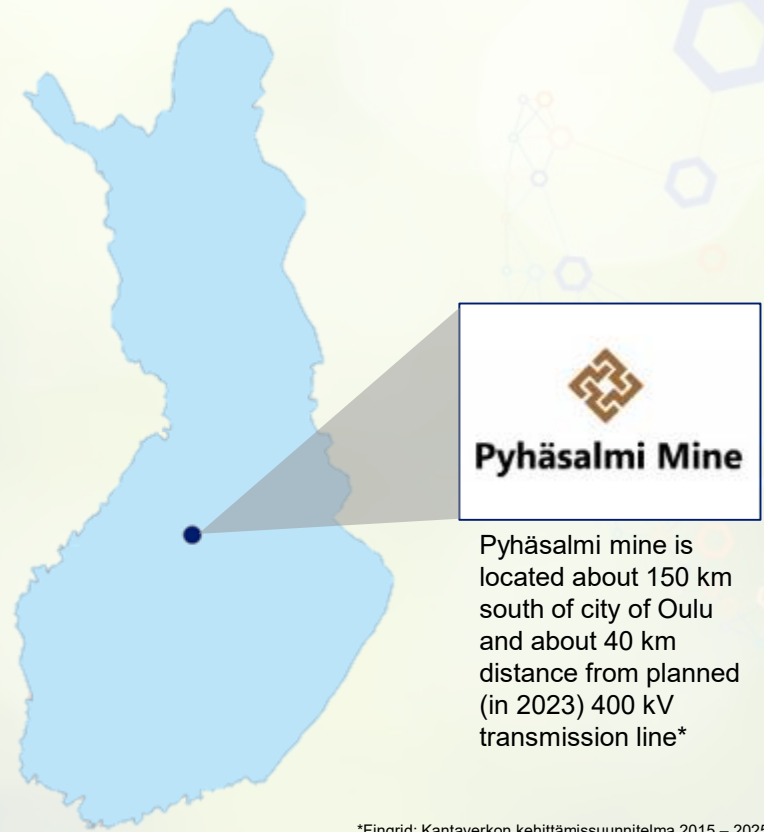 Pyhäsalmi Mine
Pyhäsalmi mine is
located about 150 km
south of city of Oulu
and about 40 km
distance from planned
(in 2023) 400 kV
transmission line*
*Fingrid: Kantaverkon kehittämissuunnitelma 2015 – 2025